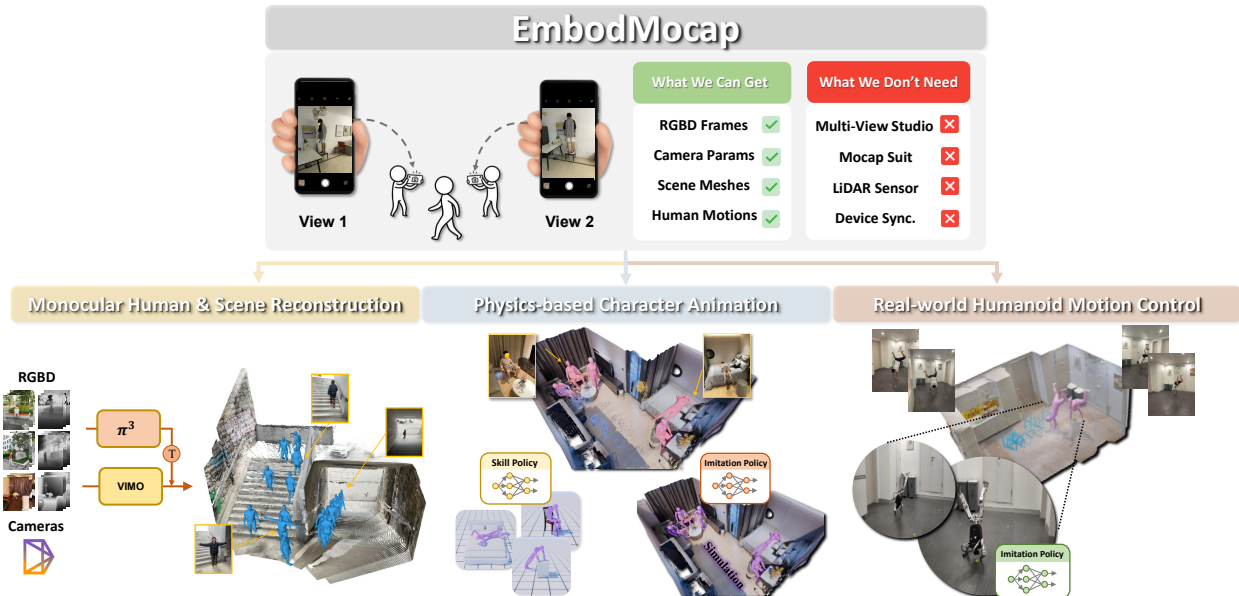 EmbodMocap
What We Can Get
What We Don't Need
RGBD Frames
Camera Params
Scene Meshes
Human Motions
Multi-View Studio
Mocap Suit
LiDAR Sensor
Device Sync.
View 1
View 2
Monocular Human & Scene Reconstruction
Physics-based Character Animation
Real-world Humanoid Motion Control
RGBD
π³
T
VIMO
Cameras
Skill Policy
Imitation Policy
Simulation
Imitation Policy